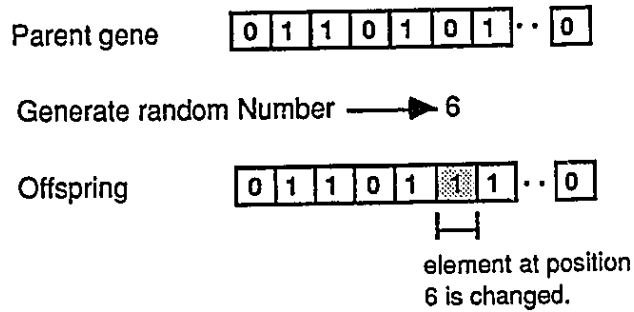 Parent gene 0 1 1 0 1 0 1 ·· 0
Generate random Number 6
Offspring 0 1 1 0 1 1 1 ·· 0
element at position
6 is changed.